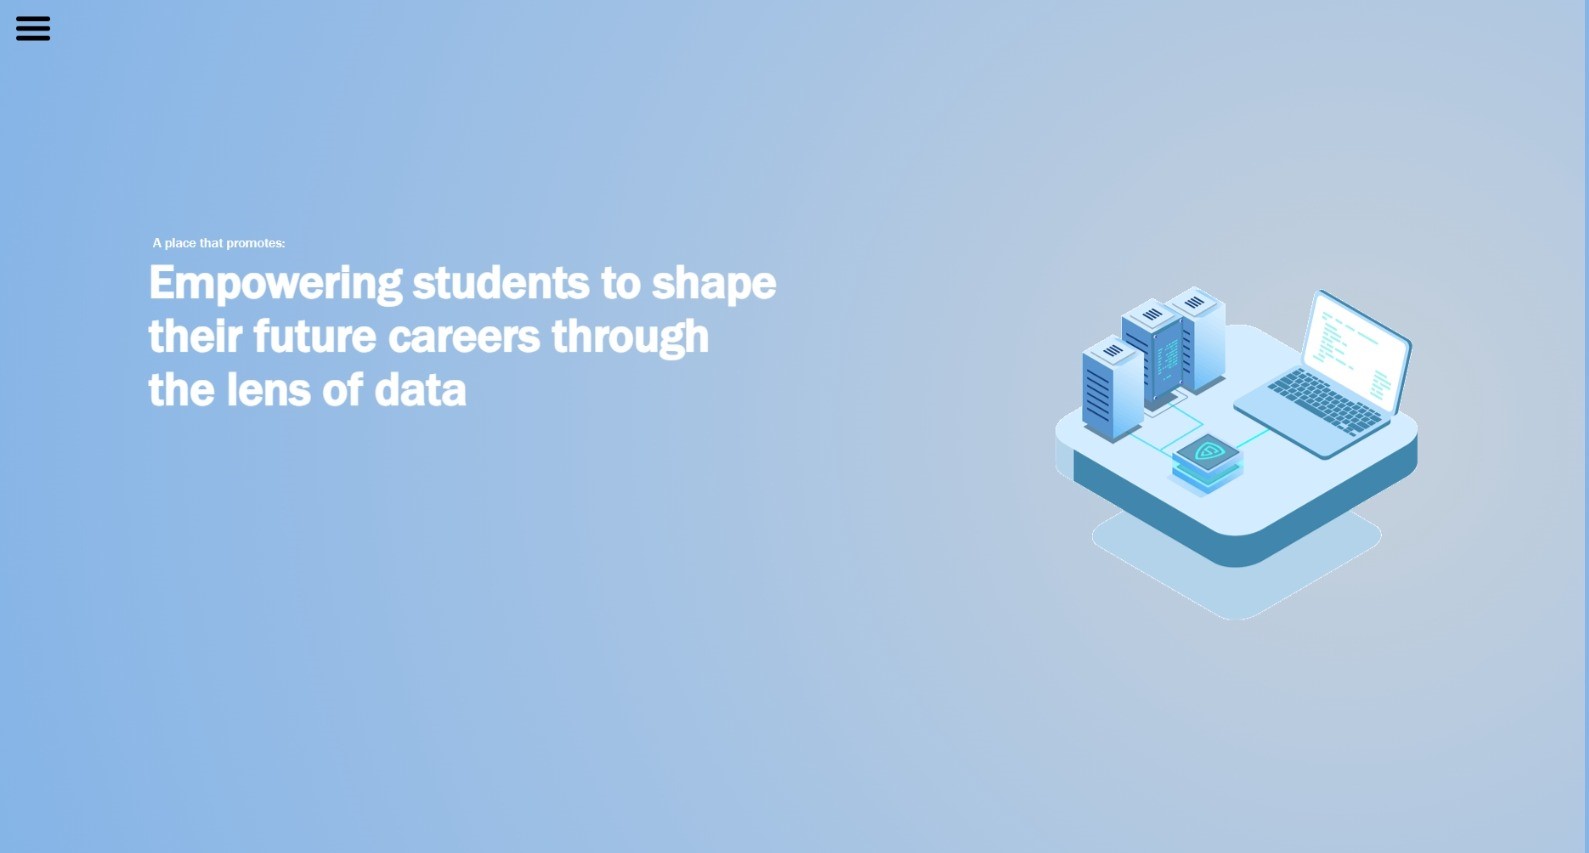 A place that promotes:
Empowering students to shape
their future careers through
the lens of data